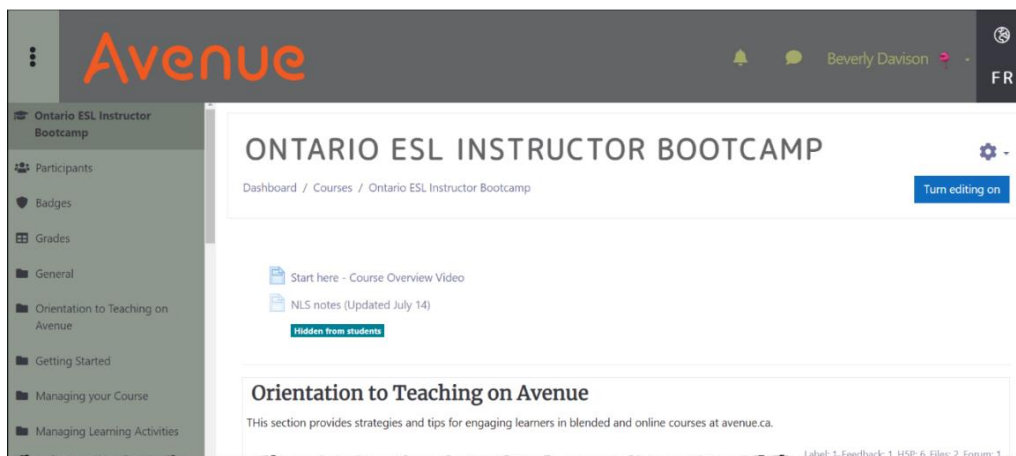 Avenue
Beverly Davison
FR
Ontario ESL Instructor
Bootcamp
Participants
Badges
Grades
General
Orientation to Teaching on
Avenue
Getting Started
Managing your Course
Managing Learning Activities
ONTARIO ESL INSTRUCTOR BOOTCAMP
Dashboard / Courses / Ontario ESL Instructor Bootcamp
Turn editing on
Start here - Course Overview Video
NLS notes (Updated July 14)
Hidden from students
Orientation to Teaching on Avenue
THis section provides strategies and tips for engaging learners in blended and online courses at avenue.ca.
Label: 1 Feedback: 1 H5P: 6 Files: 2 Forum: 1